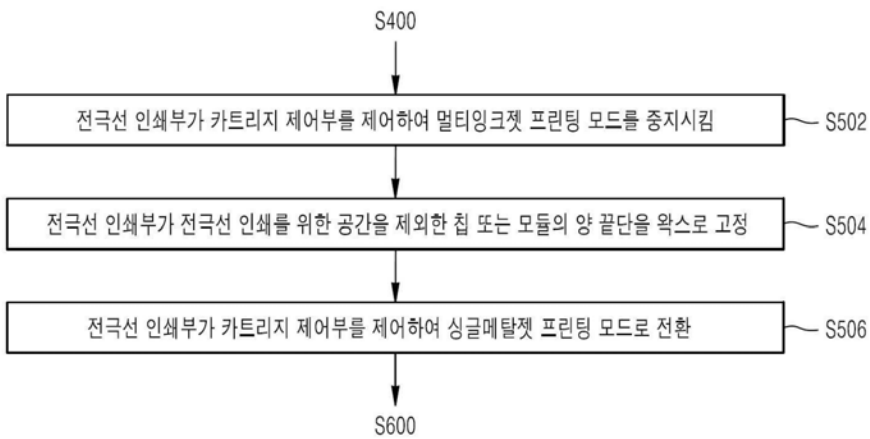 S400
전극선 인쇄부가 카트리지 제어부를 제어하여 멀티잉크젯 프린팅 모드를 중지시킴
S502
전극선 인쇄부가 전극선 인쇄를 위한 공간을 제외한 칩 또는 모듈의 양 끝단을 왁스로 고정
S504
전극선 인쇄부가 카트리지 제어부를 제어하여 싱글메탈젯 프린팅 모드로 전환
S506
S600